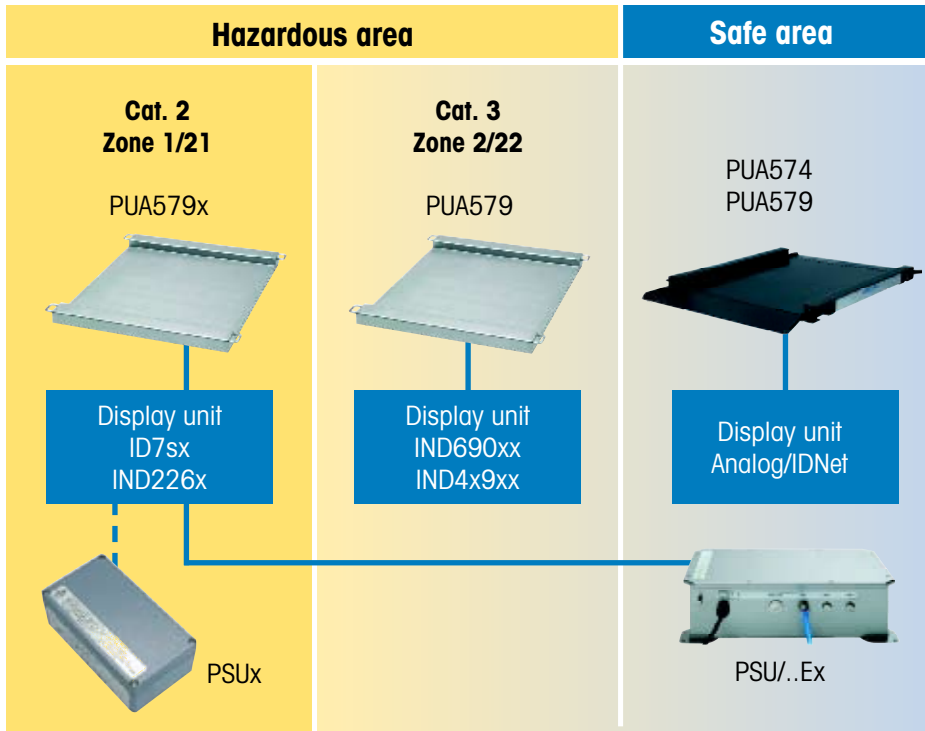 Hazardous area
Safe area
Cat. 2
Zone 1/21
PUA579x
Cat. 3
Zone 2/22
PUA579
PUA574
PUA579
Display unit
ID7sx
IND226x
Display unit
IND690xx
IND4x9xx
Display unit
Analog/IDNet
PSUx
PSU/..Ex